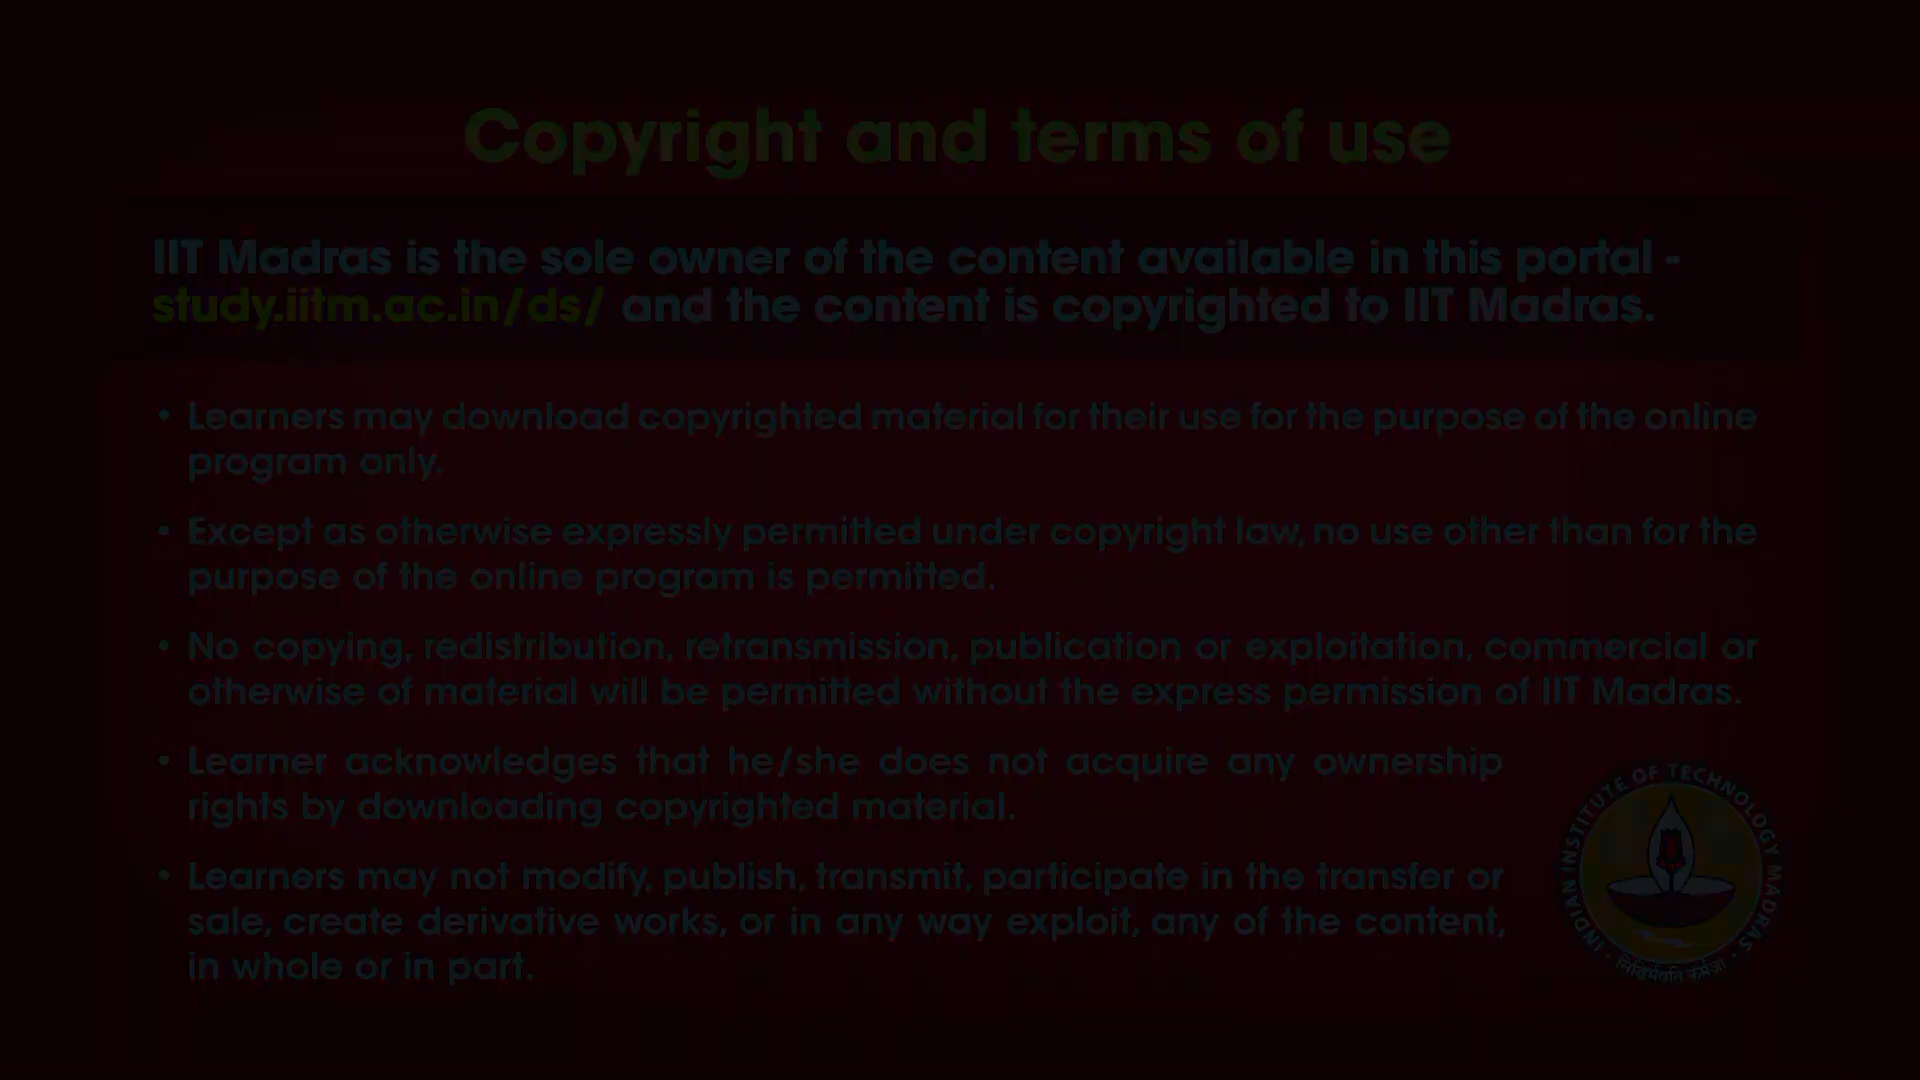 Copyright and terms of use
IIT Madras is the sole owner of the content available in this portal -
study.iitm.ac.in/ds/ and the content is copyrighted to IIT Madras.
• Learners may download copyrighted material for their use for the purpose of the online
program only.
• Except as otherwise expressly permitted under copyright law, no use other than for the
purpose of the online program is permitted.
• No copying, redistribution, retransmission, publication or exploitation, commercial or
otherwise of material will be permitted without the express permission of IIT Madras.
• Learner acknowledges that he/she does not acquire any ownership
rights by downloading copyrighted material.
• Learners may not modify, publish, transmit, participate in the transfer or
sale, create derivative works, or in any way exploit, any of the content,
in whole or in part.
INDIAN INSTITUTE OF TECHNOLOGY MADRAS